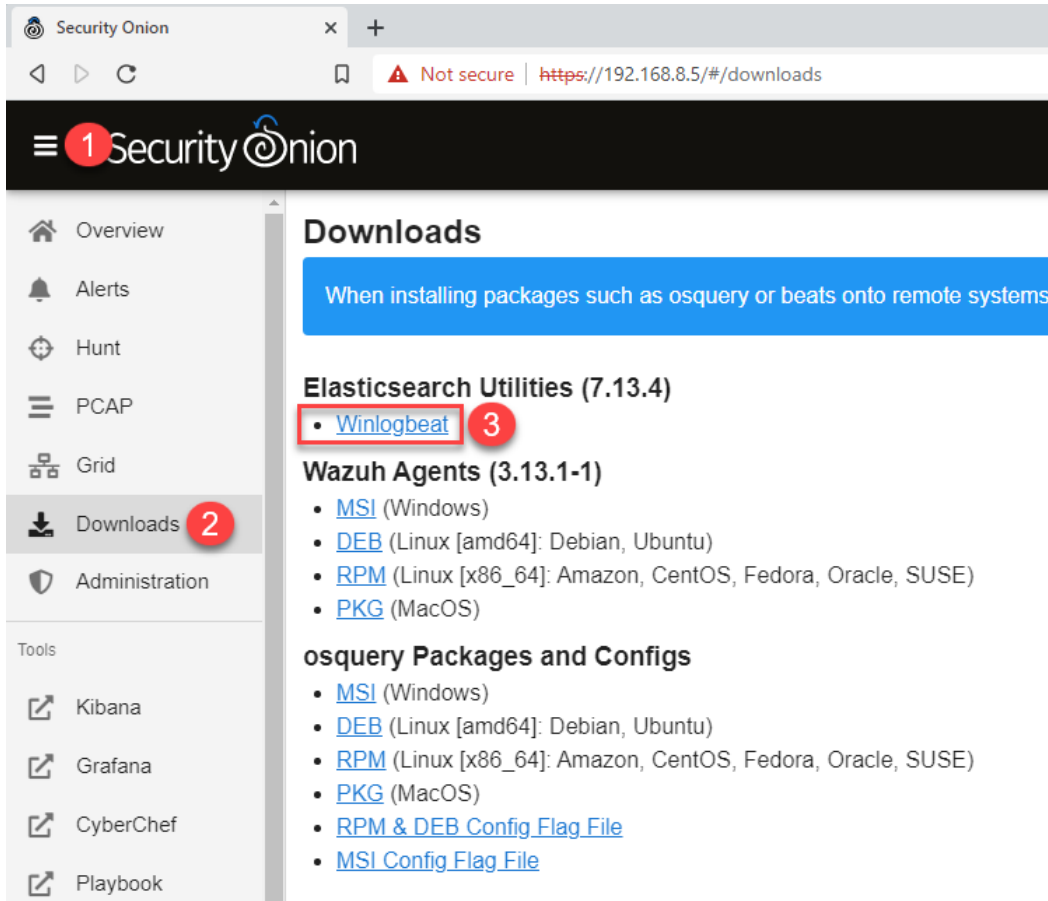 Security Onion
Not secure https://192.168.8.5/#/downloads
1 Security Onion
Overview
Alerts
Hunt
PCAP
Grid
Downloads 2
Administration
Tools
Kibana
Grafana
CyberChef
Playbook
Downloads
When installing packages such as osquery or beats onto remote systems
Elasticsearch Utilities (7.13.4)
• Winlogbeat 3
Wazuh Agents (3.13.1-1)
• MSI (Windows)
• DEB (Linux [amd64]: Debian, Ubuntu)
• RPM (Linux [x86_64]: Amazon, CentOS, Fedora, Oracle, SUSE)
• PKG (MacOS)
osquery Packages and Configs
• MSI (Windows)
• DEB (Linux [amd64]: Debian, Ubuntu)
• RPM (Linux [x86_64]: Amazon, CentOS, Fedora, Oracle, SUSE)
• PKG (MacOS)
• RPM & DEB Config Flag File
• MSI Config Flag File